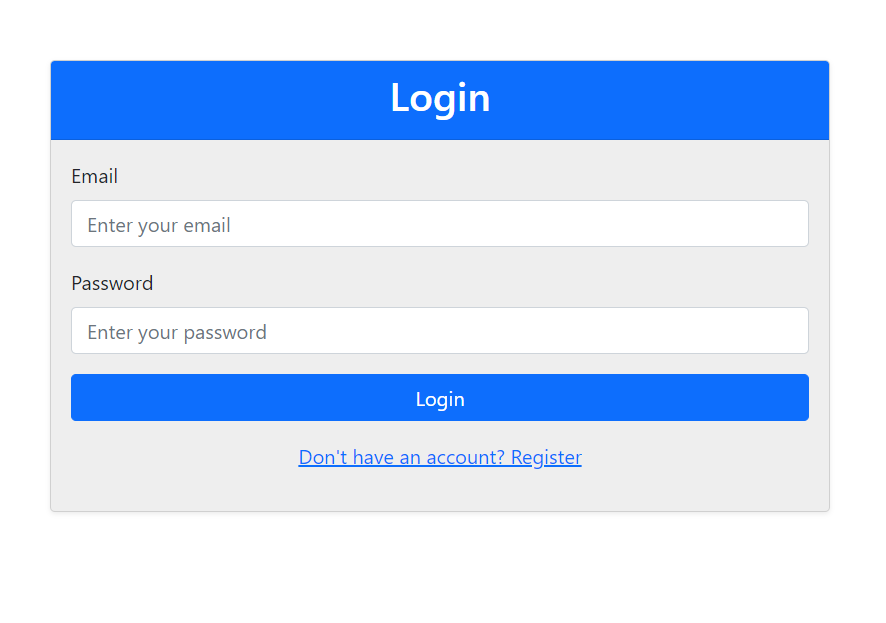 Login
Email
Enter your email
Password
Enter your password
Login
Don't have an account? Register